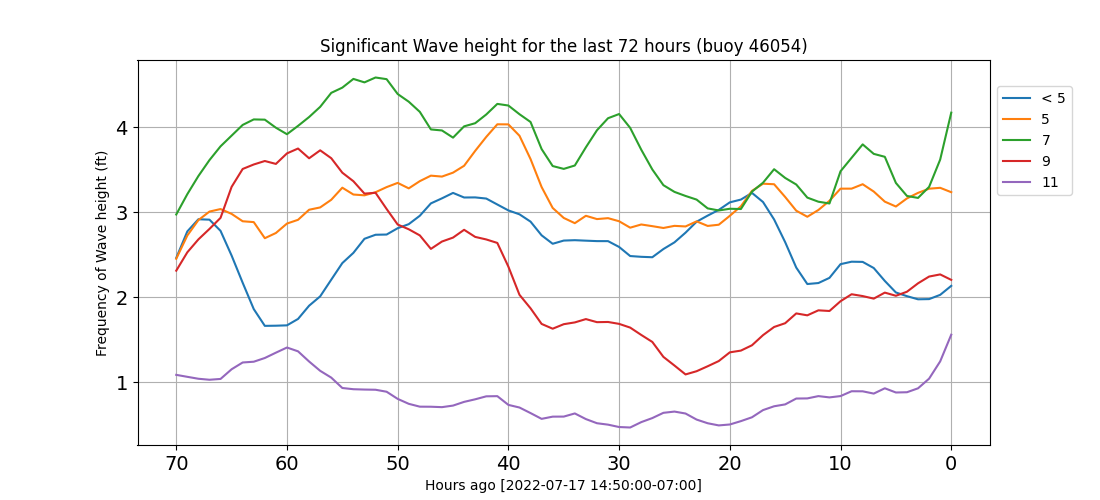 Significant Wave height for the last 72 hours (buoy 46054)
Frequency of Wave height (ft)
4
3
2
1
70 60 50 40 30 20 10 0
Hours ago [2022-07-17 14:50:00-07:00]
< 5
5
7
9
11